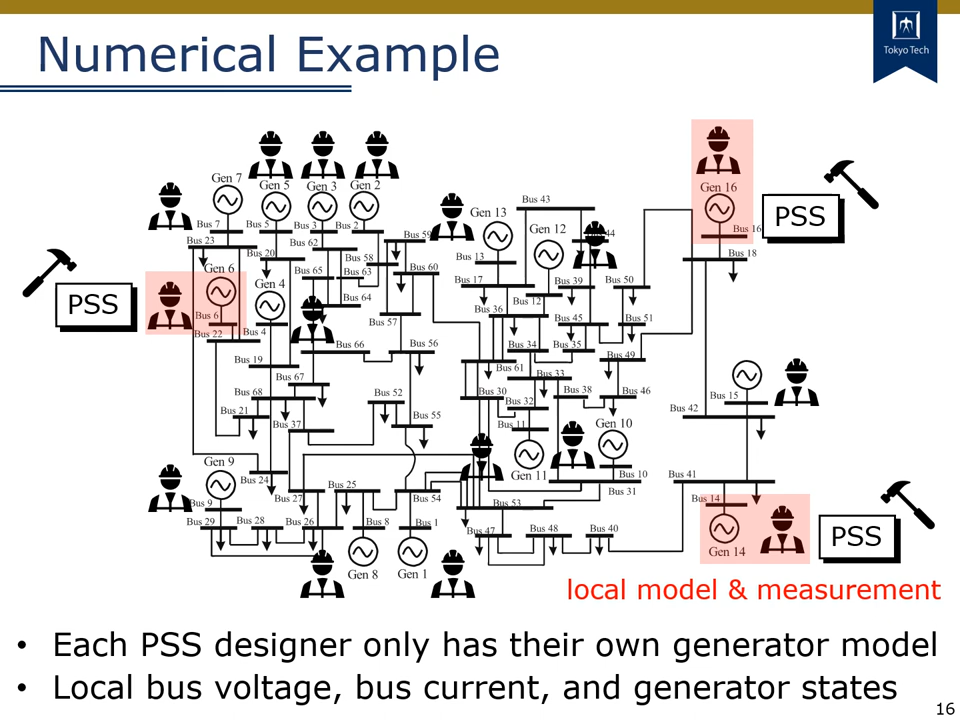 Numerical Example
Tokyo Tech
Gen 7
Gen 5
Gen 3
Gen 2
Bus 7
Bus 5
Bus 3
Bus 2
Bus 23
Bus 20
Bus 62
Bus 58
Bus 59
Bus 65
Bus 63
Bus 60
Gen 6
Gen 4
Bus 64
Bus 6
Bus 22
Bus 4
Bus 57
Bus 66
Bus 56
Bus 19
Bus 67
Bus 68
Bus 52
Bus 21
Bus 37
Bus 55
Gen 9
Bus 24
Bus 9
Bus 27
Bus 25
Bus 54
Bus 29
Bus 28
Bus 26
Bus 8
Bus 1
Gen 8
Gen 1
PSS
Gen 13
Gen 12
Bus 43
44
Bus 13
Bus 17
Bus 12
Bus 39
Bus 50
Bus 36
Bus 45
Bus 51
Bus 34
Bus 35
Bus 49
Bus 61
Bus 33
Bus 30
Bus 32
Bus 38
Bus 46
Bus 11
Gen 10
Gen 11
Bus 10
Bus 31
Bus 53
Bus 47
Bus 48
Bus 40
Gen 16
Bus 16
Bus 18
PSS
Bus 15
Bus 42
Bus 41
Bus 14
Gen 14
PSS
local model & measurement
• Each PSS designer only has their own generator model
• Local bus voltage, bus current, and generator states
16